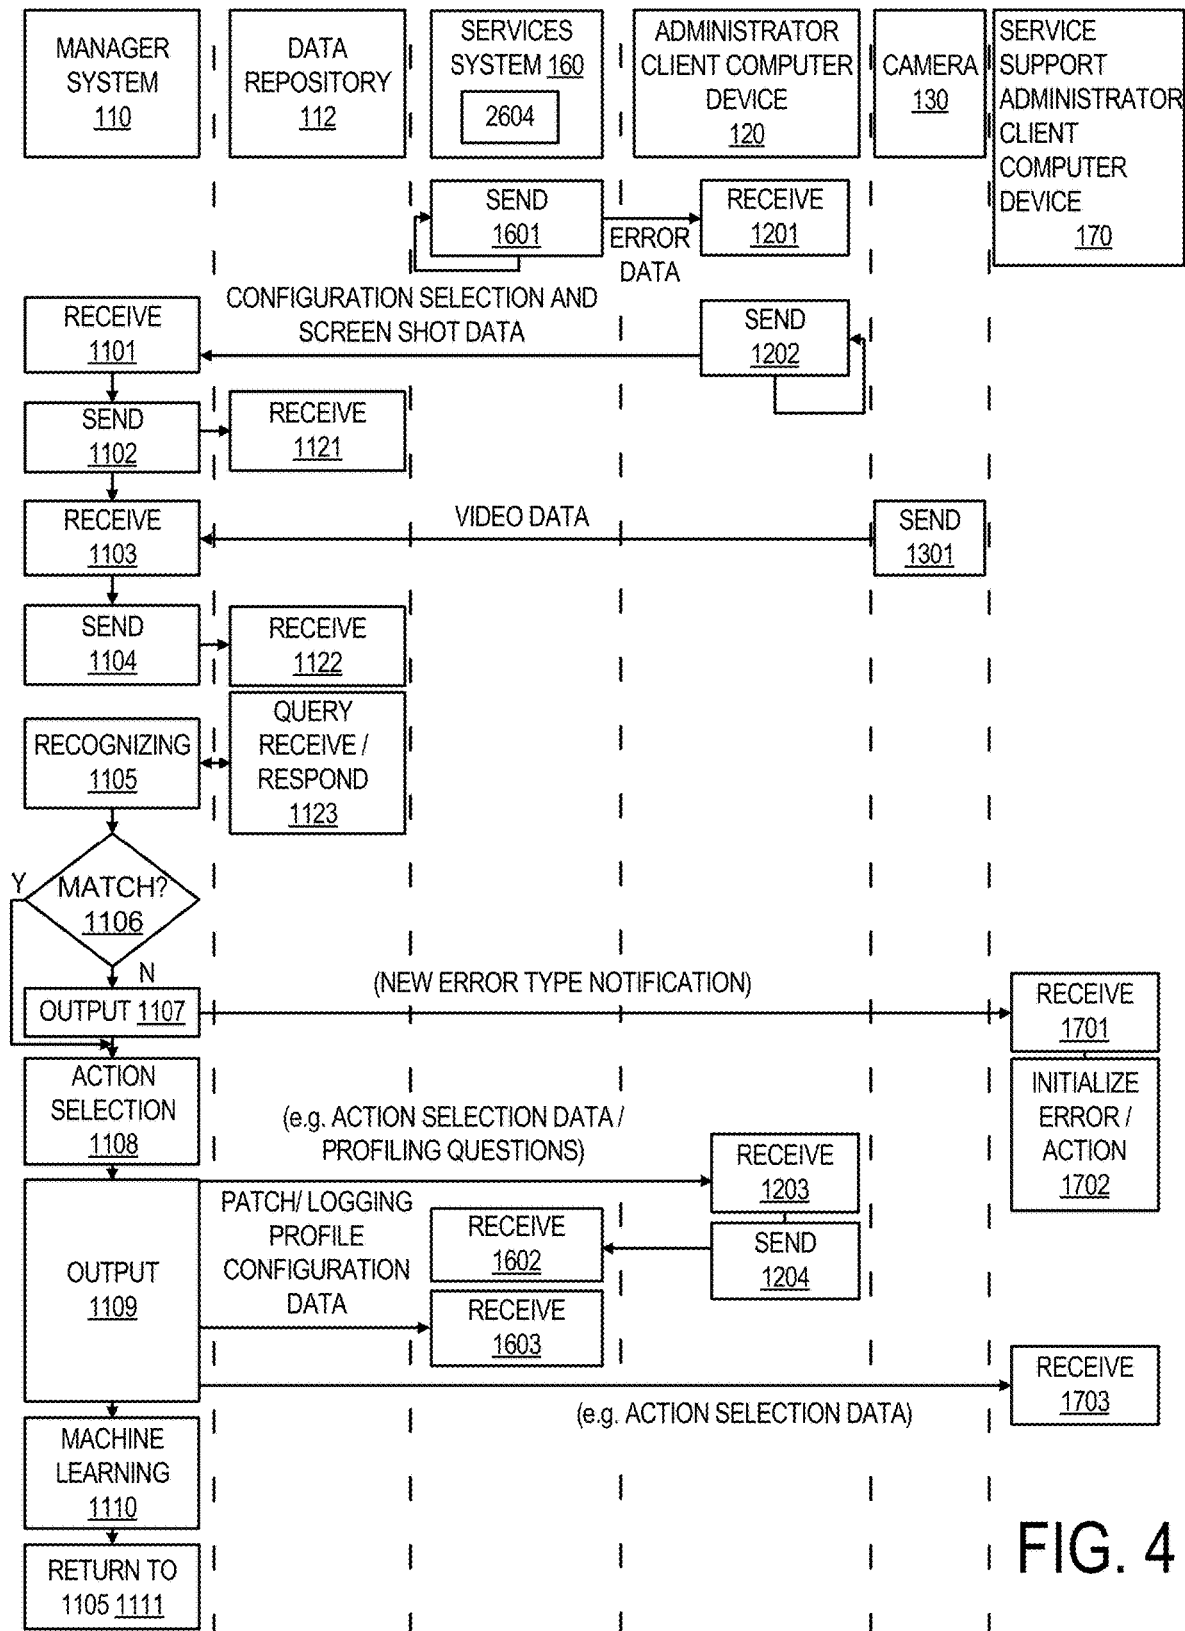 MANAGER
SYSTEM
110
DATA
REPOSITORY
112
SERVICES
SYSTEM 160
2604
ADMINISTRATOR
CLIENT COMPUTER
DEVICE
120
CAMERA
130
SERVICE
SUPPORT
ADMINISTRATOR
CLIENT
COMPUTER
DEVICE
170
SEND
1601
ERROR
DATA
RECEIVE
1201
CONFIGURATION SELECTION AND
SCREEN SHOT DATA
RECEIVE
1101
SEND
1202
SEND
1102
RECEIVE
1121
RECEIVE
1103
VIDEO DATA
SEND
1301
SEND
1104
RECEIVE
1122
RECOGNIZING
1105
QUERY
RECEIVE /
RESPOND
1123
Y
MATCH?
1106
N
OUTPUT 1107
(NEW ERROR TYPE NOTIFICATION)
RECEIVE
1701
INITIALIZE
ERROR /
ACTION
1702
ACTION
SELECTION
1108
(e.g. ACTION SELECTION DATA /
PROFILING QUESTIONS)
RECEIVE
1203
SEND
1204
PATCH/ LOGGING
PROFILE
CONFIGURATION
DATA
RECEIVE
1602
RECEIVE
1603
OUTPUT
1109
RECEIVE
1703
(e.g. ACTION SELECTION DATA)
MACHINE
LEARNING
1110
RETURN TO
1105 1111
FIG. 4